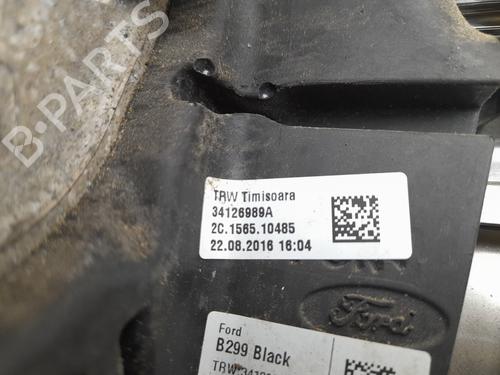 B-PARTS
TRW Timisoara
34126989A
2C.1565.10485
22.08.2016 16:04
Ford
Ford
B299 Black